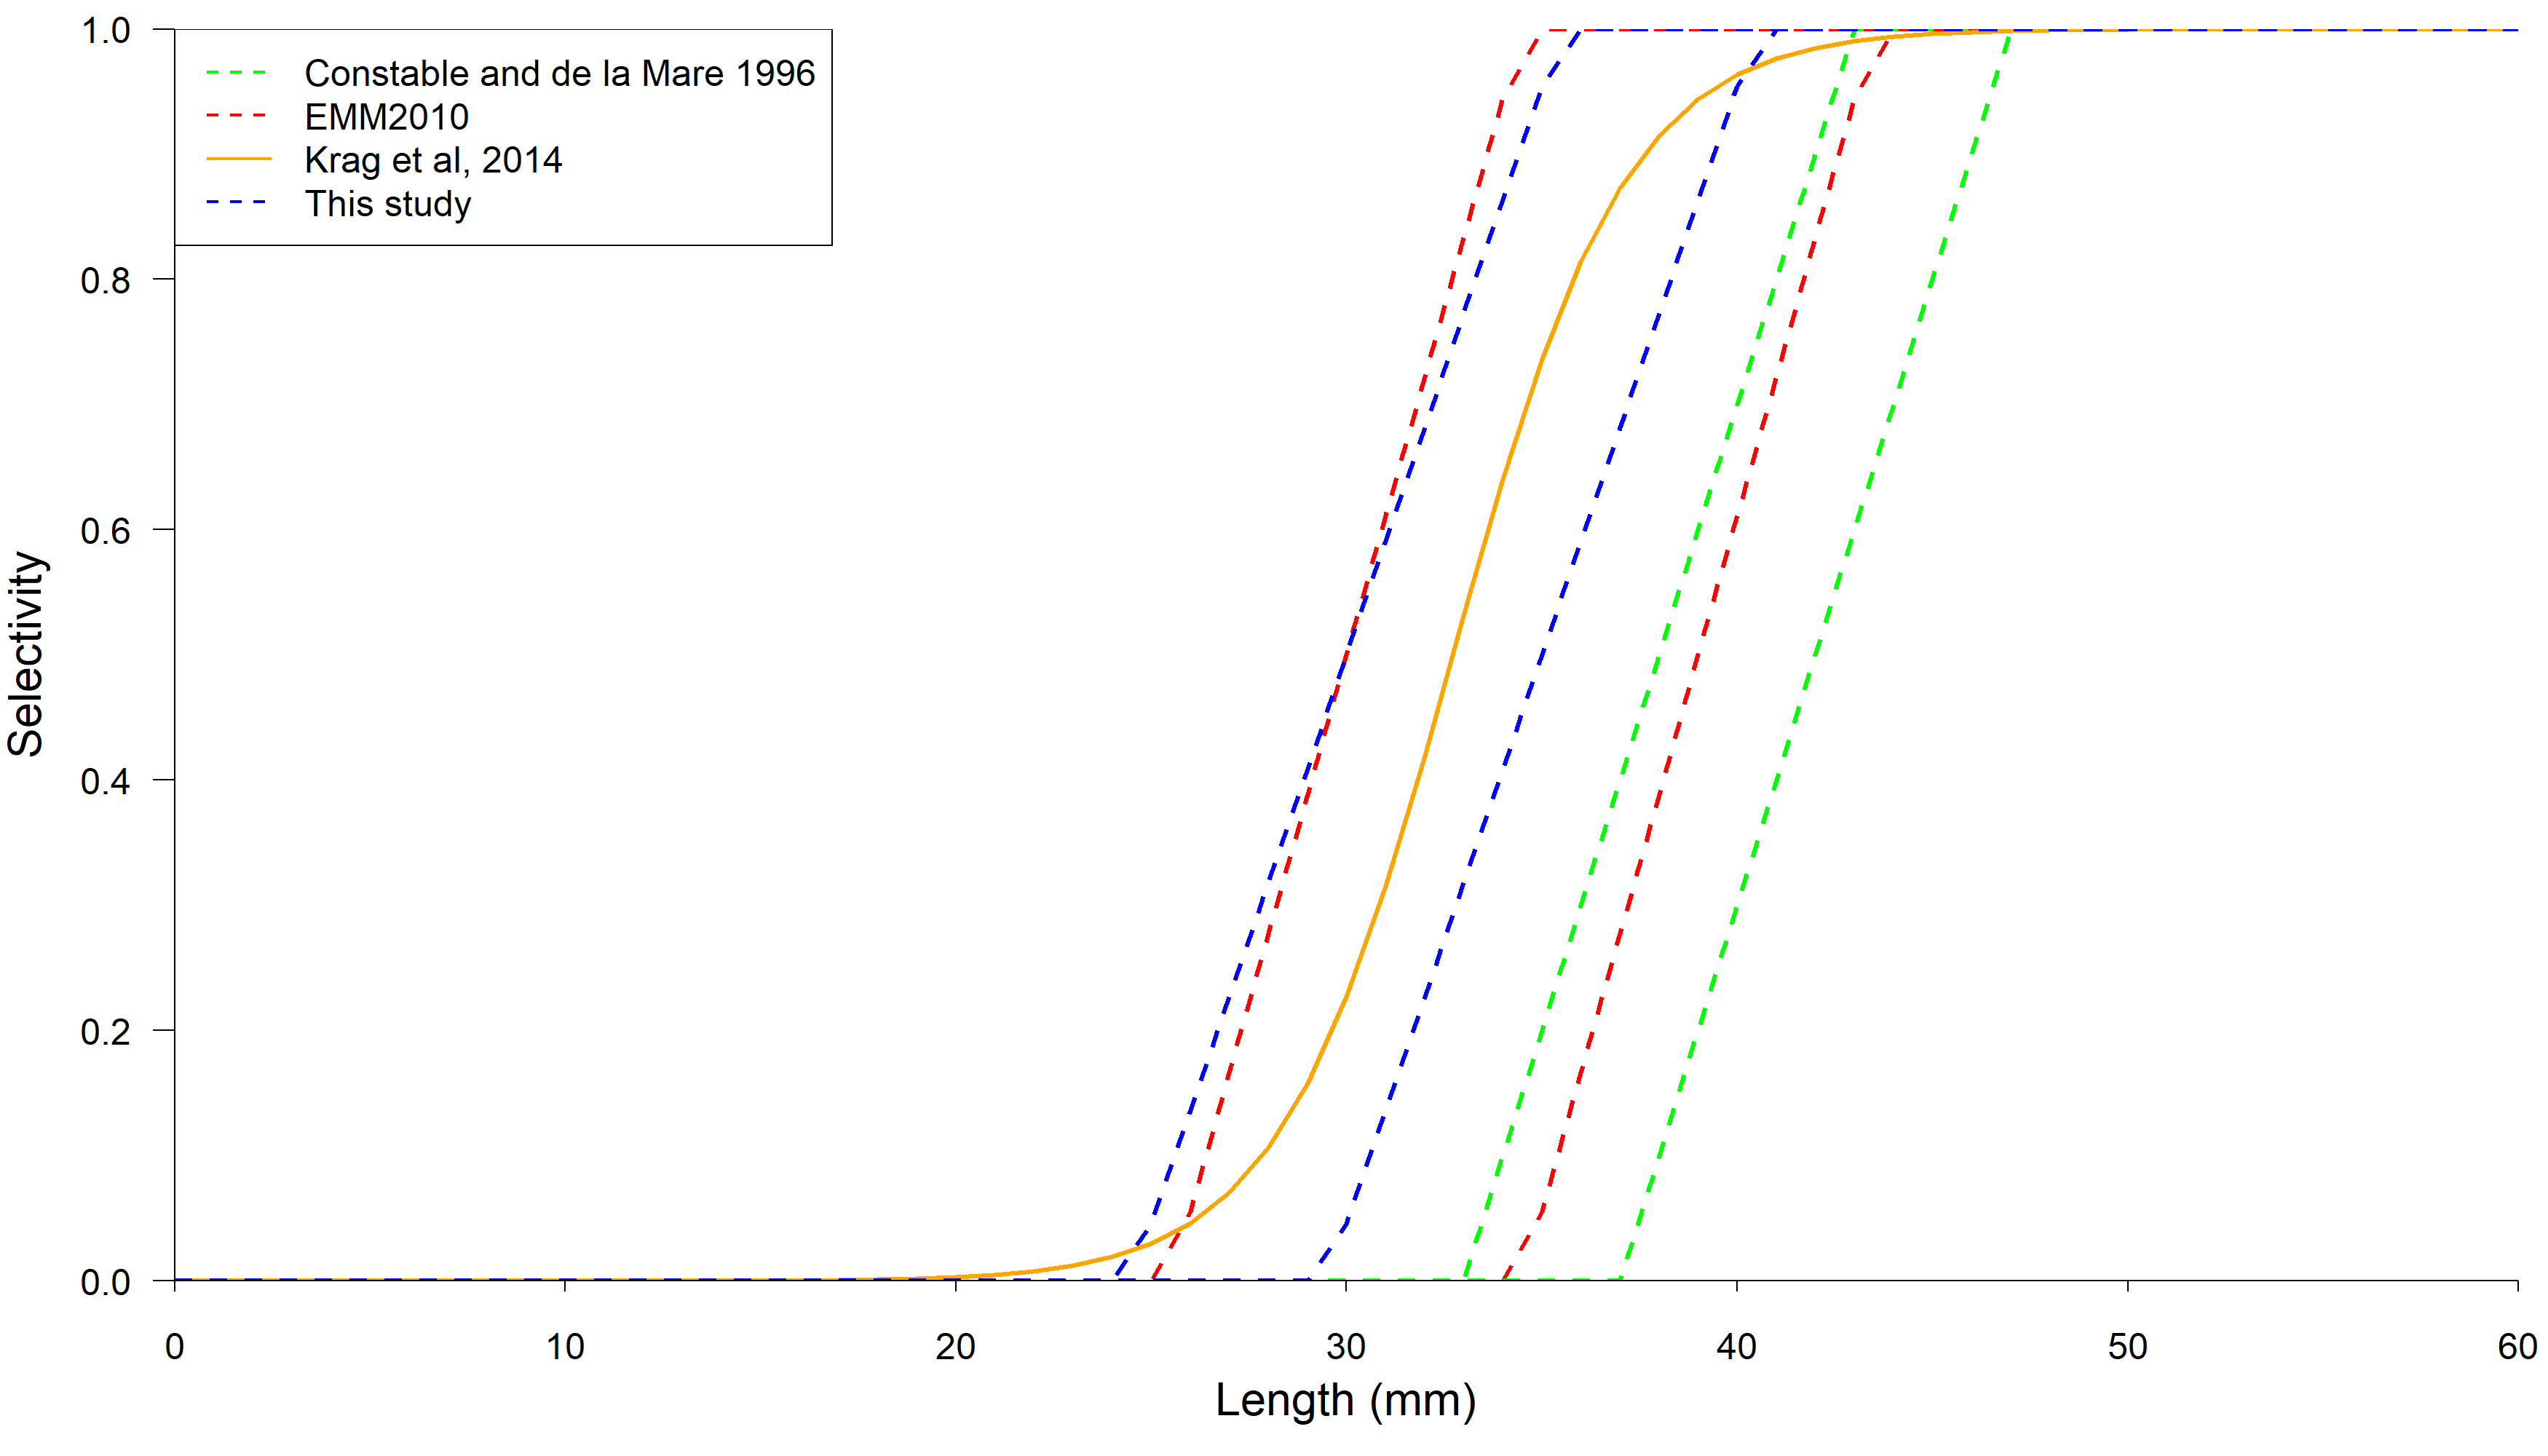 1.0
0.8
0.6
0.4
0.2
0.0
Selectivity
Constable and de la Mare 1996
EMM2010
Krag et al, 2014
This study
0 10 20 30 40 50 60
Length (mm)